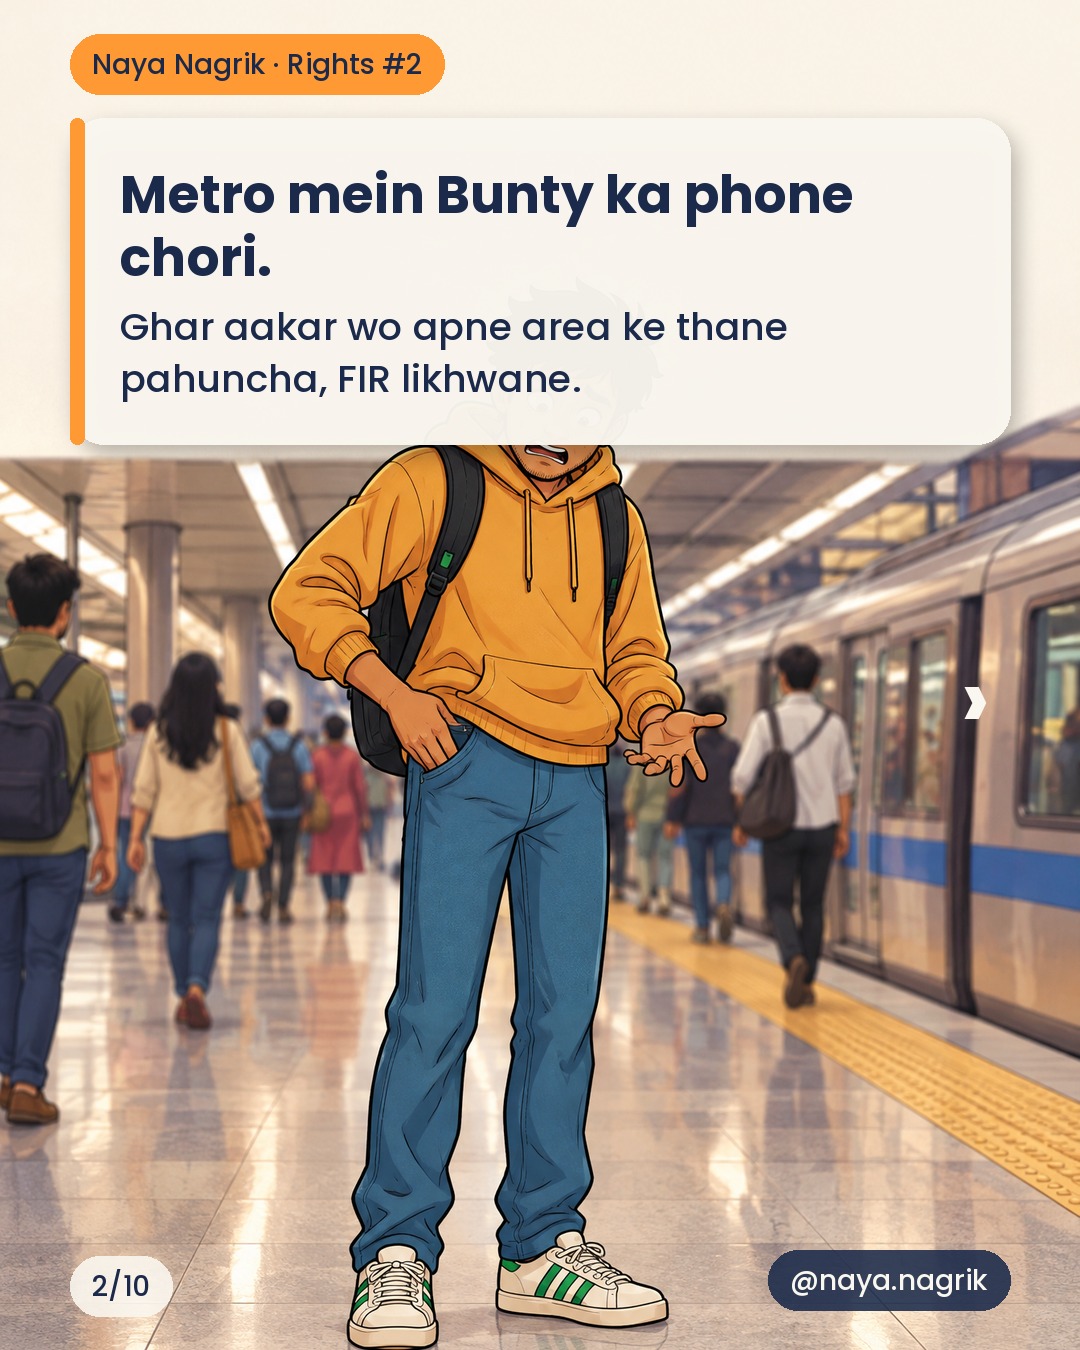 Naya Nagrik · Rights #2
Metro mein Bunty ka phone
chori.
Ghar aakar wo apne area ke thane
pahuncha, FIR likhwane.
2/10
@naya.nagrik